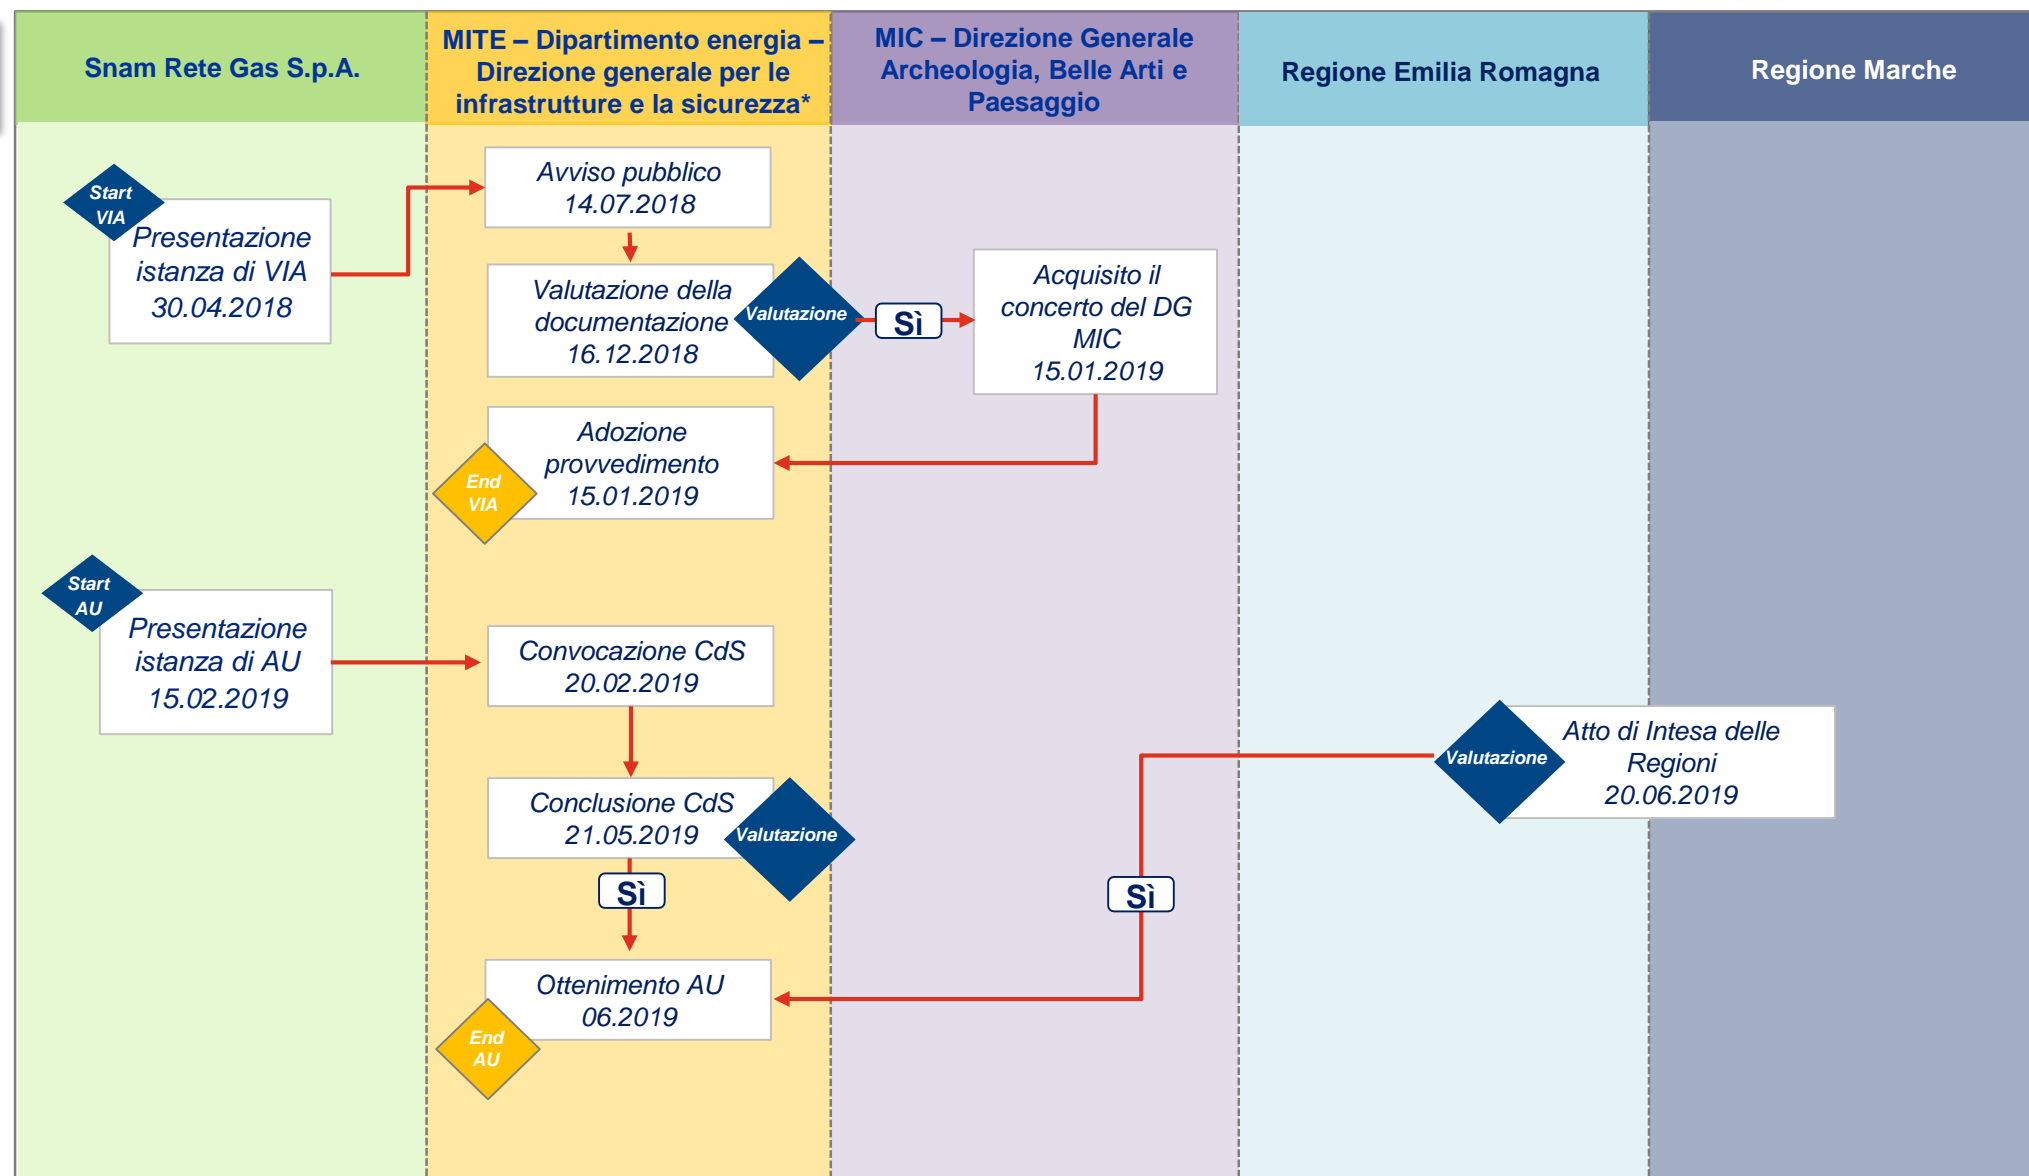 Snam Rete Gas S.p.A.
MITE – Dipartimento energia –
Direzione generale per le
infrastrutture e la sicurezza*
MIC – Direzione Generale
Archeologia, Belle Arti e
Paesaggio
Regione Emilia Romagna
Regione Marche
Start
VIA
Presentazione
istanza di VIA
30.04.2018
Avviso pubblico
14.07.2018
Valutazione della
documentazione
16.12.2018
Valutazione
Sì
Acquisito il
concerto del DG
MIC
15.01.2019
Adozione
provvedimento
15.01.2019
End
VIA
Start
AU
Presentazione
istanza di AU
15.02.2019
Convocazione CdS
20.02.2019
Conclusione CdS
21.05.2019
Valutazione
Sì
Valutazione
Atto di Intesa delle
Regioni
20.06.2019
Sì
Ottenimento AU
06.2019
End
AU